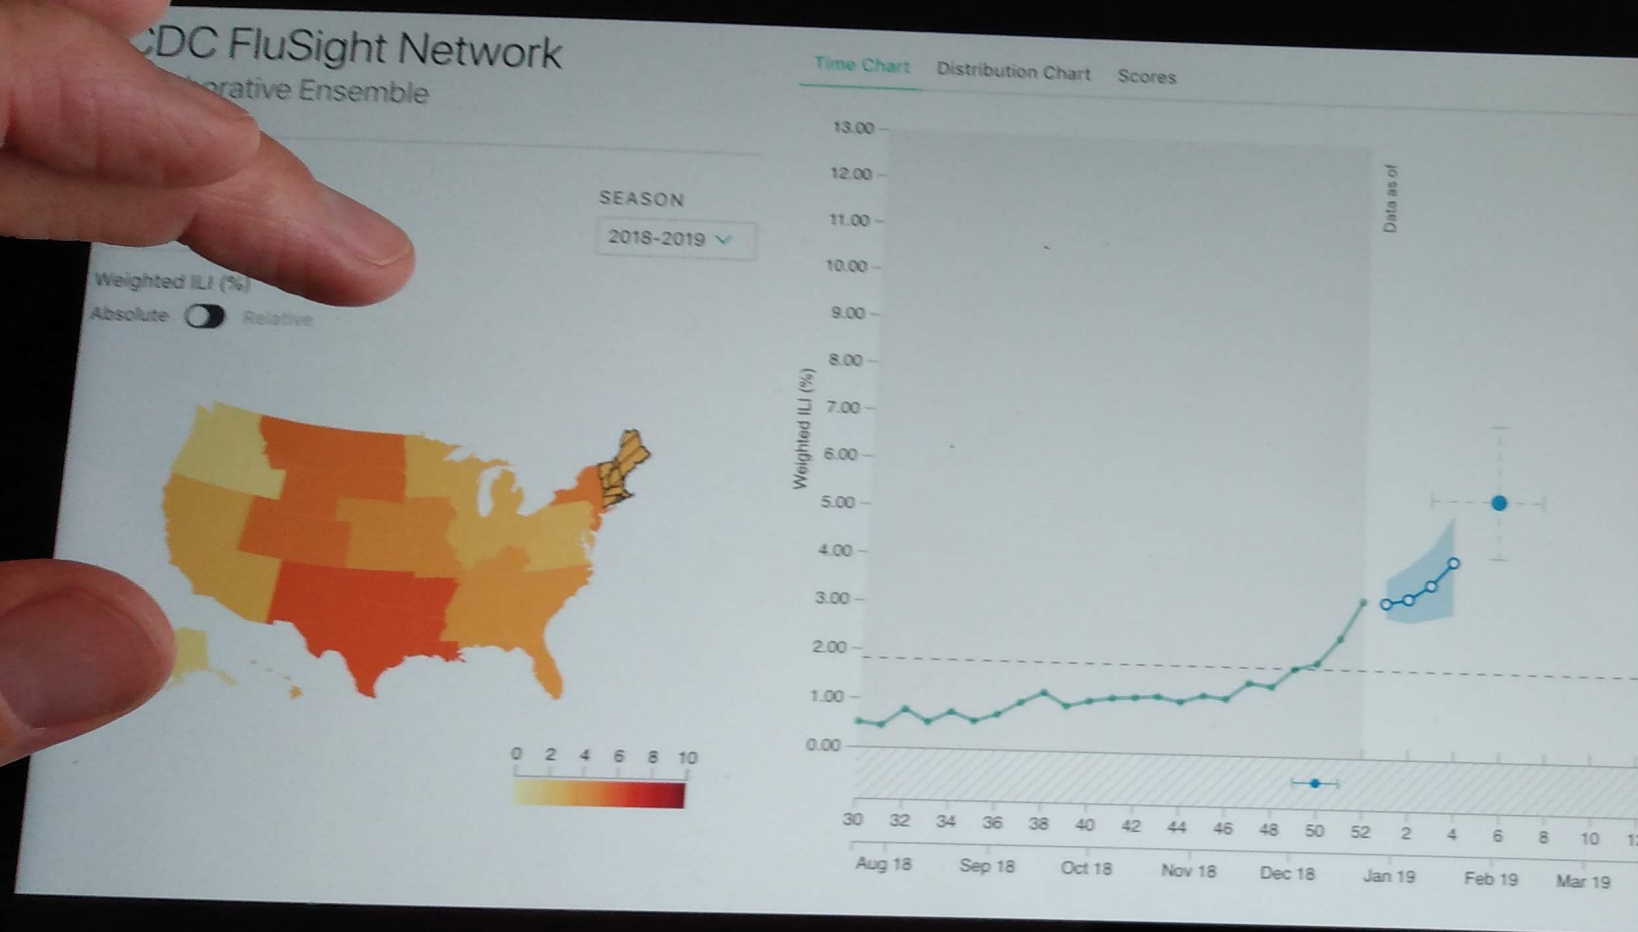 CDC FluSight Network
orative Ensemble
SEASON
2018-2019
Weighted ILI (%)
Absolute Relative
0 2 4 6 8 10
Time Chart Distribution Chart Scores
13.00
12.00
11.00
10.00
9.00
8.00
7.00
6.00
5.00
4.00
3.00
2.00
1.00
0.00
Weighted ILI (%)
Data as of
30 32 34 36 38 40 42 44 46 48 50 52 2 4 6 8 10
Aug 18 Sep 18 Oct 18 Nov 18 Dec 18 Jan 19 Feb 19 Mar 19